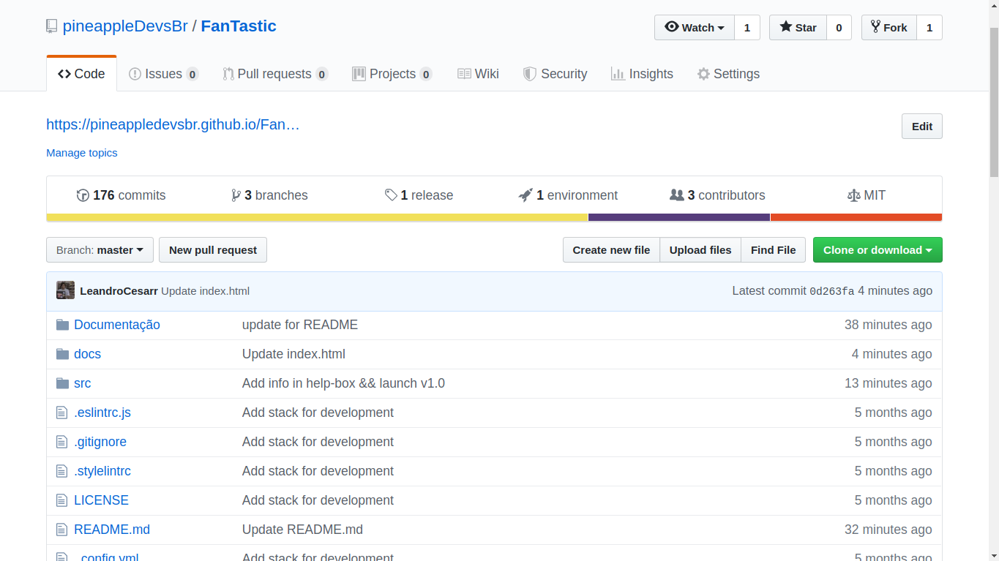 pineappleDevsBr / FanTastic Watch 1 Star 0 Fork 1
Code Issues 0 Pull requests 0 Projects 0 Wiki Security Insights Settings
https://pineappledevsbr.github.io/Fan… Edit
Manage topics
176 commits 3 branches 1 release 1 environment 3 contributors MIT
Branch: master New pull request Create new file Upload files Find File Clone or download
LeandroCesarr Update index.html Latest commit 0d263fa 4 minutes ago
Documentação update for README 38 minutes ago
docs Update index.html 4 minutes ago
src Add info in help-box && launch v1.0 13 minutes ago
.eslintrc.js Add stack for development 5 months ago
.gitignore Add stack for development 5 months ago
.stylelintrc Add stack for development 5 months ago
LICENSE Add stack for development 5 months ago
README.md Update README.md 32 minutes ago
_config.yml Add stack for development 5 months ago